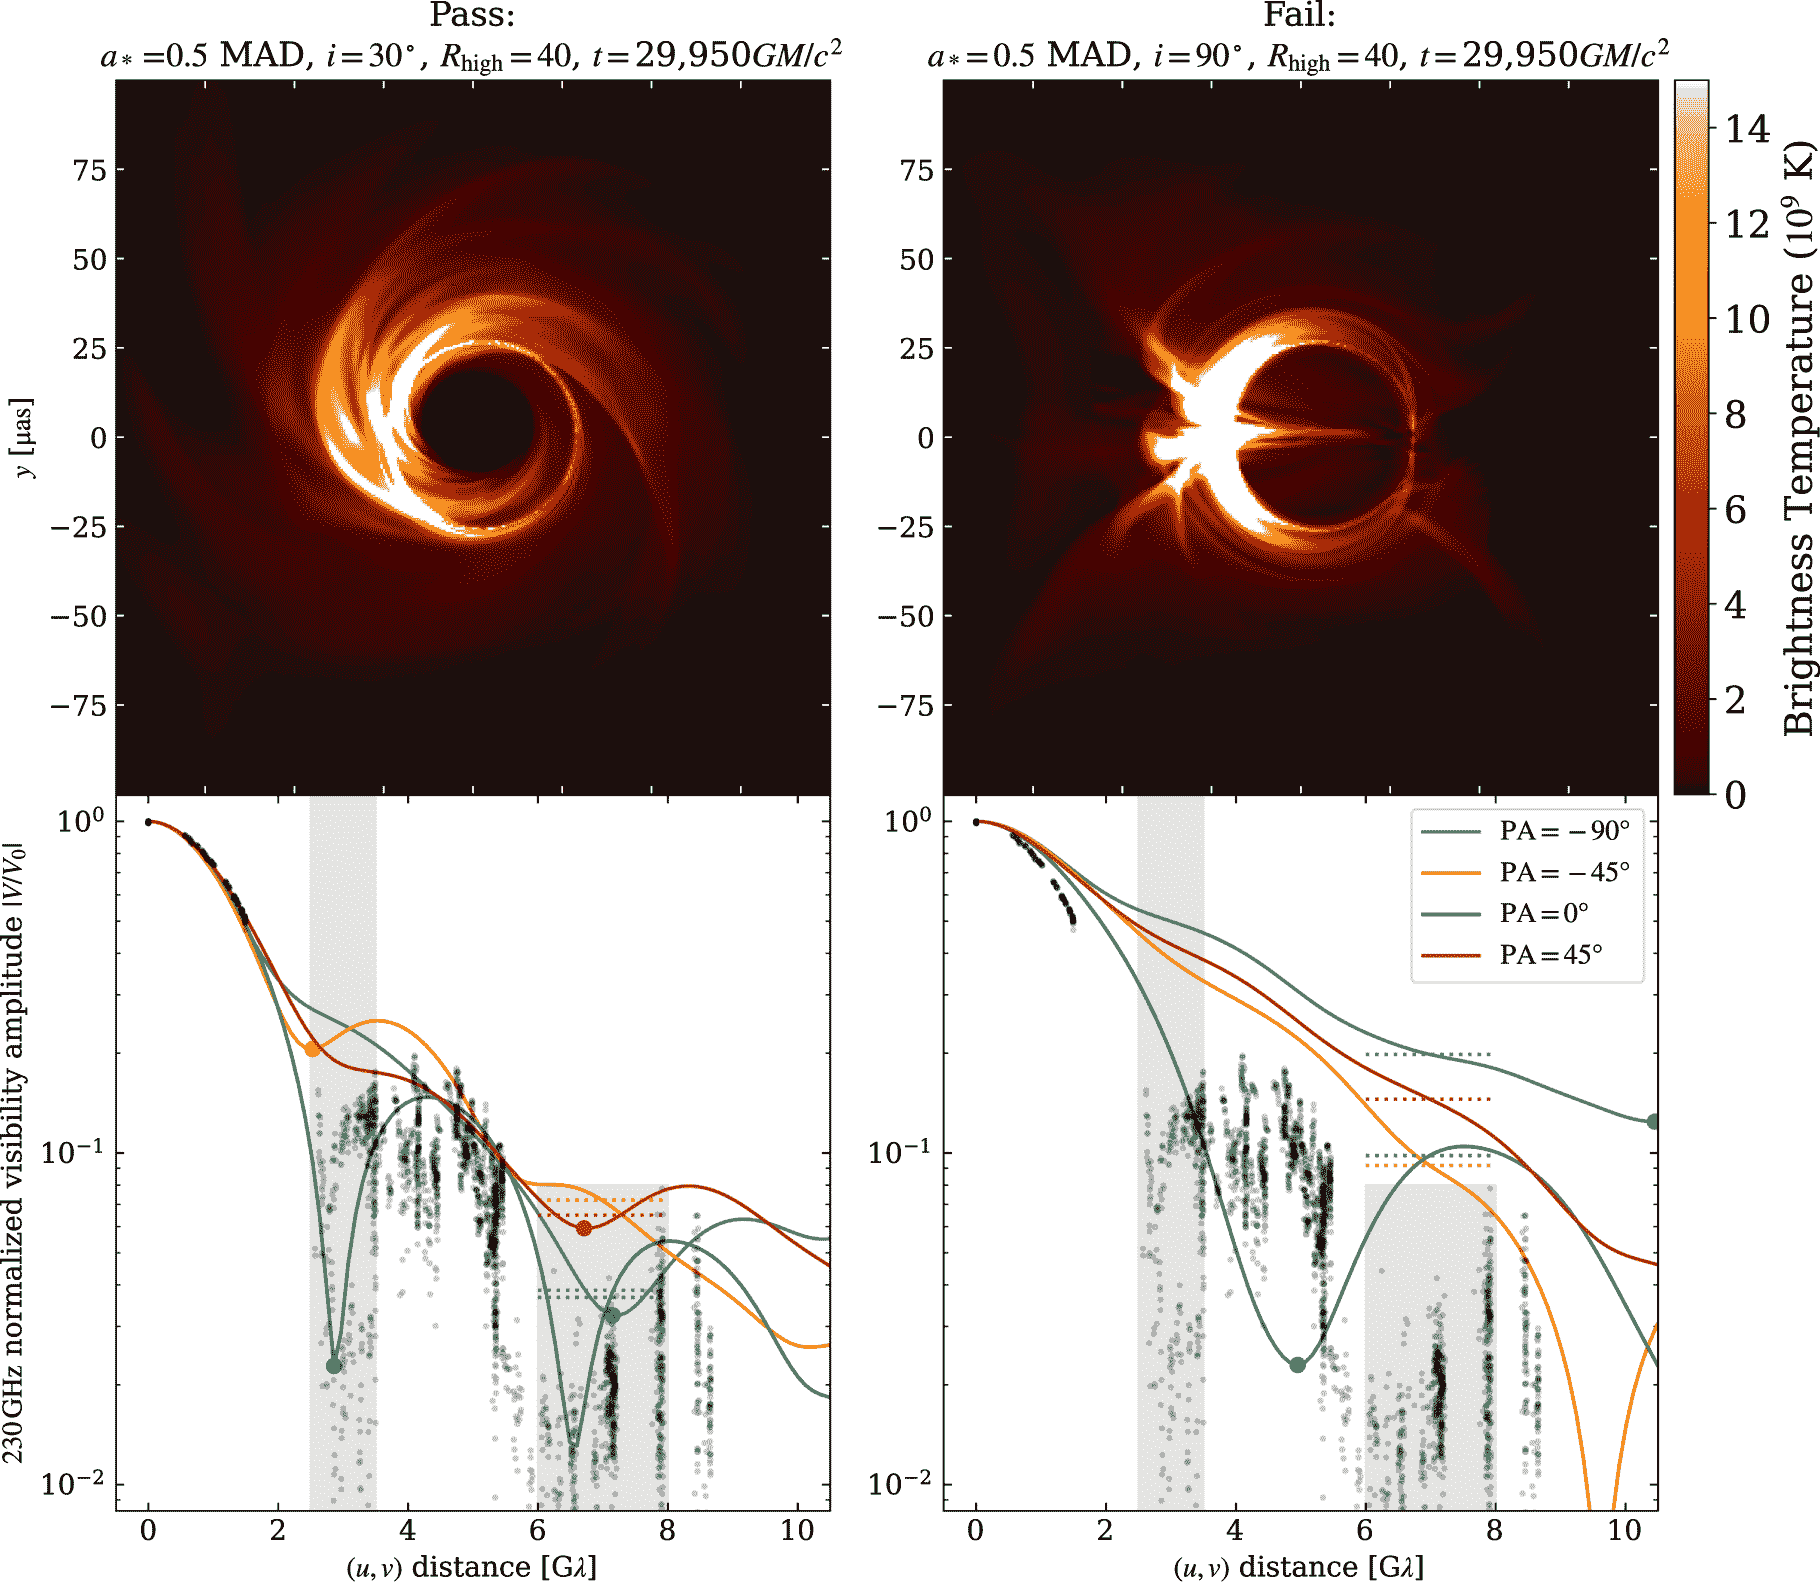 Pass:
a* =0.5 MAD, i=30°, Rhigh=40, t=29,950GM/c²
Fail:
a* =0.5 MAD, i=90°, Rhigh=40, t=29,950GM/c²
75
50
25
0
−25
−50
−75
y [μas]
75
50
25
0
−25
−50
−75
14
12
10
8
6
4
2
0
Brightness Temperature (10⁹ K)
10⁰
10⁻¹
10⁻²
230 GHz normalized visibility amplitude |V/V₀|
0 2 4 6 8 10
(u, v) distance [Gλ]
10⁰
10⁻¹
10⁻²
PA = −90°
PA = −45°
PA = 0°
PA = 45°
0 2 4 6 8 10
(u, v) distance [Gλ]